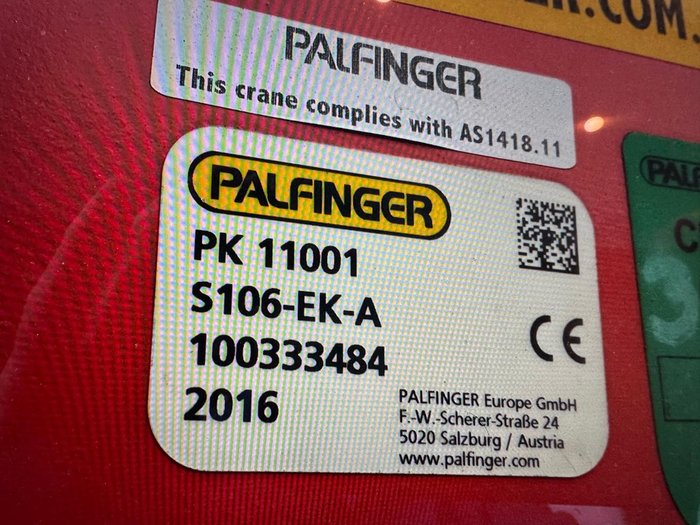 .COM.
PALFINGER
This crane complies with AS1418.11
PALFINGER
PK 11001
S106-EK-A
100333484
2016
PALFINGER Europe GmbH
F.-W.-Scherer-Straße 24
5020 Salzburg / Austria
www.palfinger.com
CE